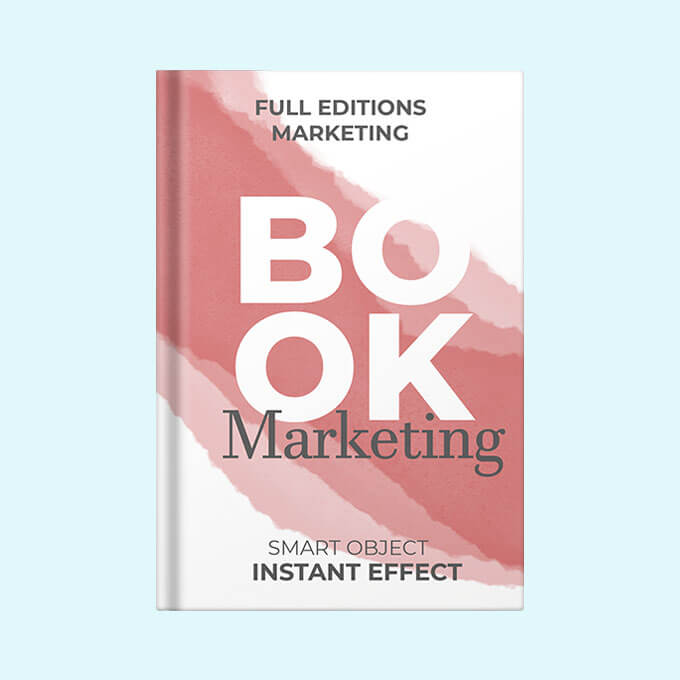 FULL EDITIONS
MARKETING
BO
OK
Marketing
SMART OBJECT
INSTANT EFFECT